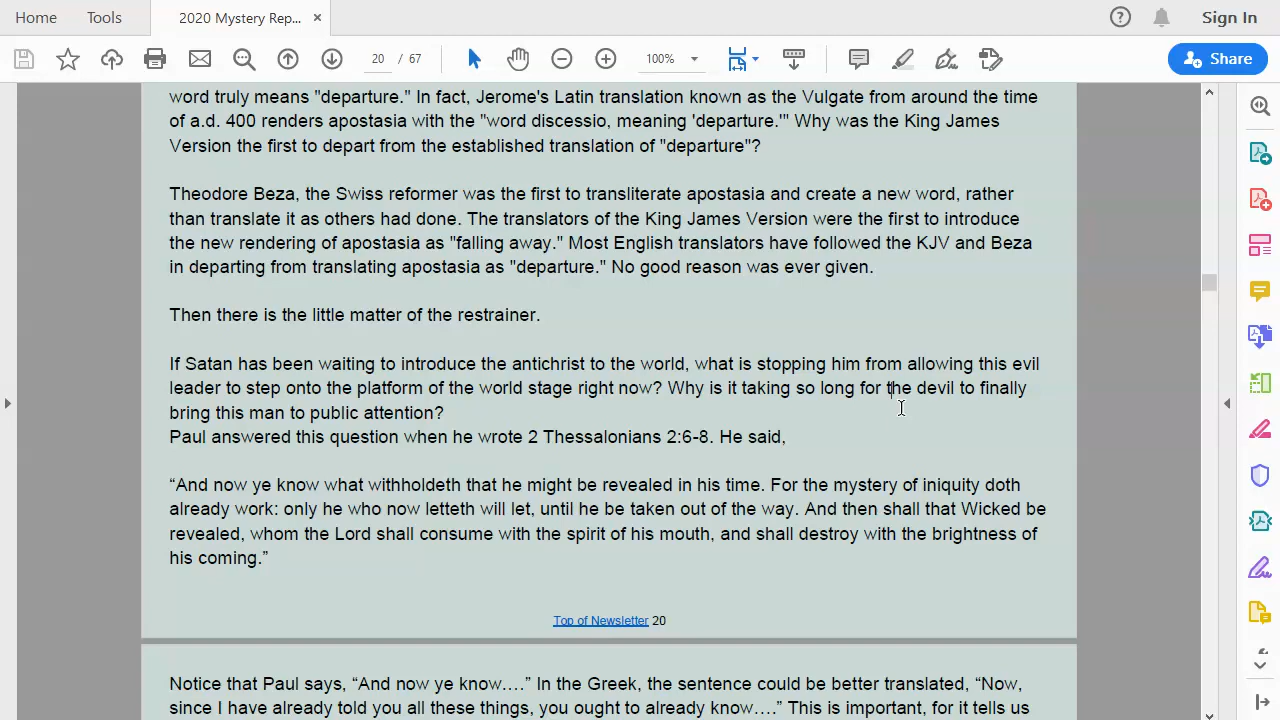 Home
Tools
2020 Mystery Rep...
Sign In
20 / 67
100%
Share
word truly means "departure." In fact, Jerome's Latin translation known as the Vulgate from around the time
of a.d. 400 renders apostasia with the "word discessio, meaning 'departure.'" Why was the King James
Version the first to depart from the established translation of "departure"?
Theodore Beza, the Swiss reformer was the first to transliterate apostasia and create a new word, rather
than translate it as others had done. The translators of the King James Version were the first to introduce
the new rendering of apostasia as "falling away." Most English translators have followed the KJV and Beza
in departing from translating apostasia as "departure." No good reason was ever given.
Then there is the little matter of the restrainer.
If Satan has been waiting to introduce the antichrist to the world, what is stopping him from allowing this evil
leader to step onto the platform of the world stage right now? Why is it taking so long for the devil to finally
bring this man to public attention?
Paul answered this question when he wrote 2 Thessalonians 2:6-8. He said,
“And now ye know what withholdeth that he might be revealed in his time. For the mystery of iniquity doth
already work: only he who now letteth will let, until he be taken out of the way. And then shall that Wicked be
revealed, whom the Lord shall consume with the spirit of his mouth, and shall destroy with the brightness of
his coming.”
Top of Newsletter 20
Notice that Paul says, “And now ye know….” In the Greek, the sentence could be better translated, “Now,
since I have already told you all these things, you ought to already know….” This is important, for it tells us